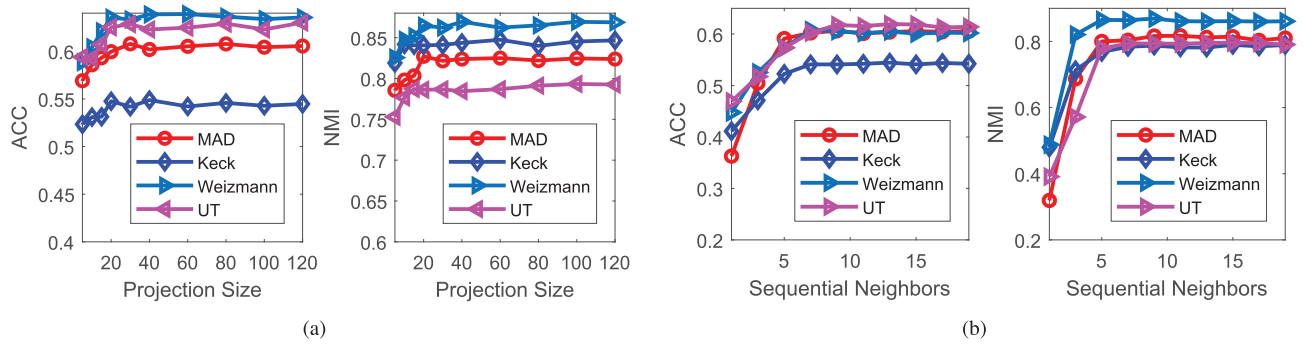 ACC
0.6
0.55
0.5
0.45
0.4
MAD
Keck
Weizmann
UT
20 40 60 80 100 120
Projection Size
NMI
0.85
0.8
0.75
0.7
0.65
0.6
MAD
Keck
Weizmann
UT
20 40 60 80 100 120
Projection Size
(a)
ACC
0.6
0.5
0.4
0.3
0.2
MAD
Keck
Weizmann
UT
5 10 15
Sequential Neighbors
NMI
0.8
0.6
0.4
0.2
MAD
Keck
Weizmann
UT
5 10 15
Sequential Neighbors
(b)